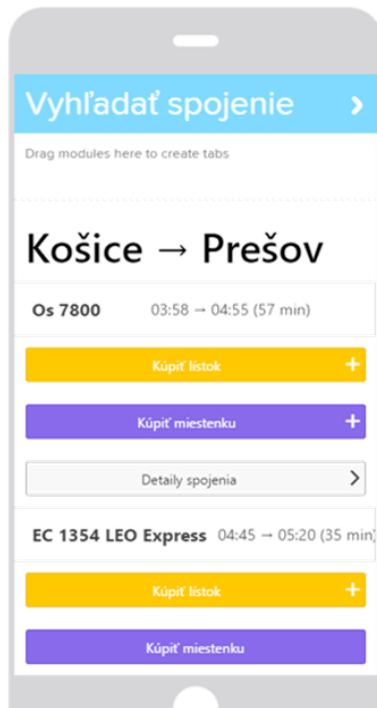 Vyhľadať spojenie
Drag modules here to create tabs
Košice → Prešov
Os 7800 03:58 → 04:55 (57 min)
Kúpiť lístok
Kúpiť miestenku
Detaily spojenia
EC 1354 LEO Express 04:45 → 05:20 (35 min)
Kúpiť lístok
Kúpiť miestenku